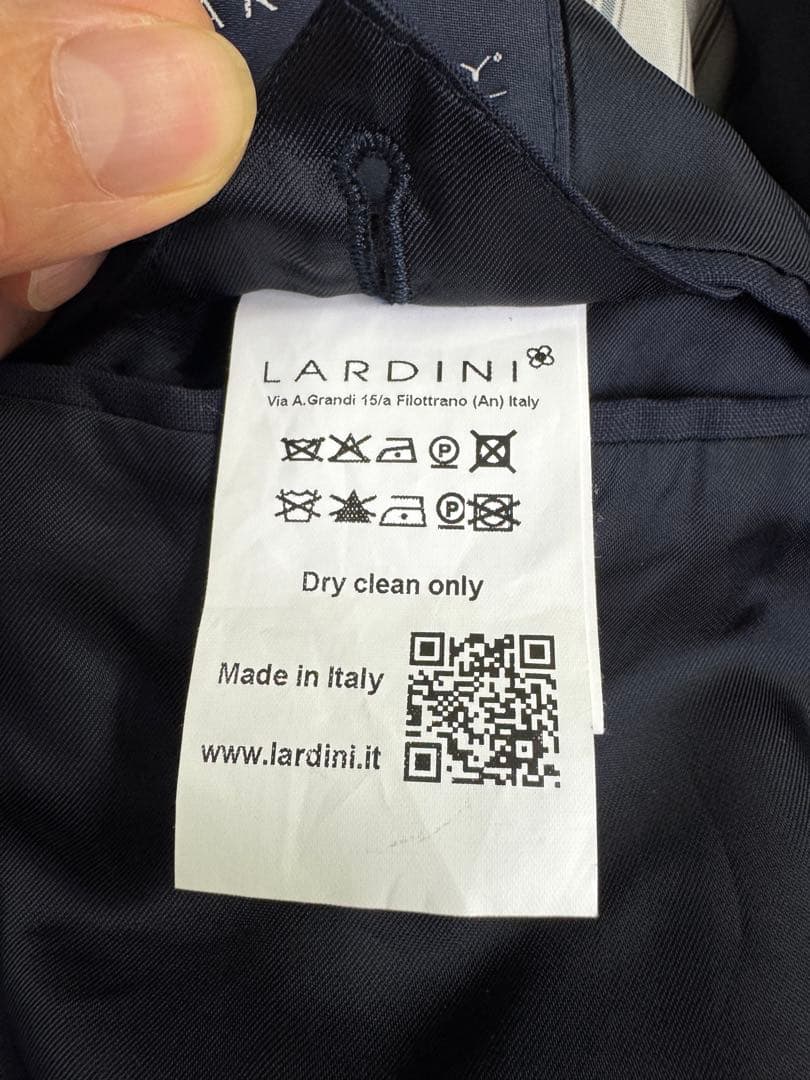 LARDINI
Via A.Grandi 15/a Filottrano (An) Italy
P
P
Dry clean only
Made in Italy
www.lardini.it